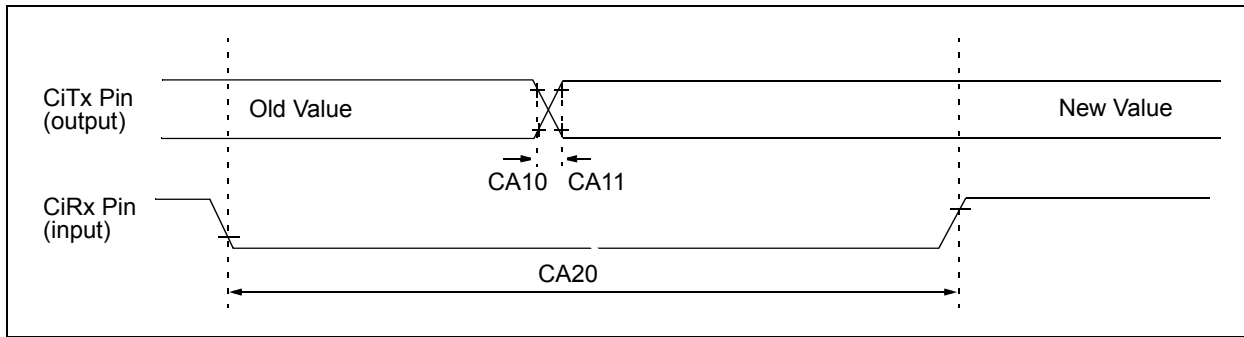 CiTx Pin
(output)
Old Value
New Value
CA10 CA11
CiRx Pin
(input)
CA20